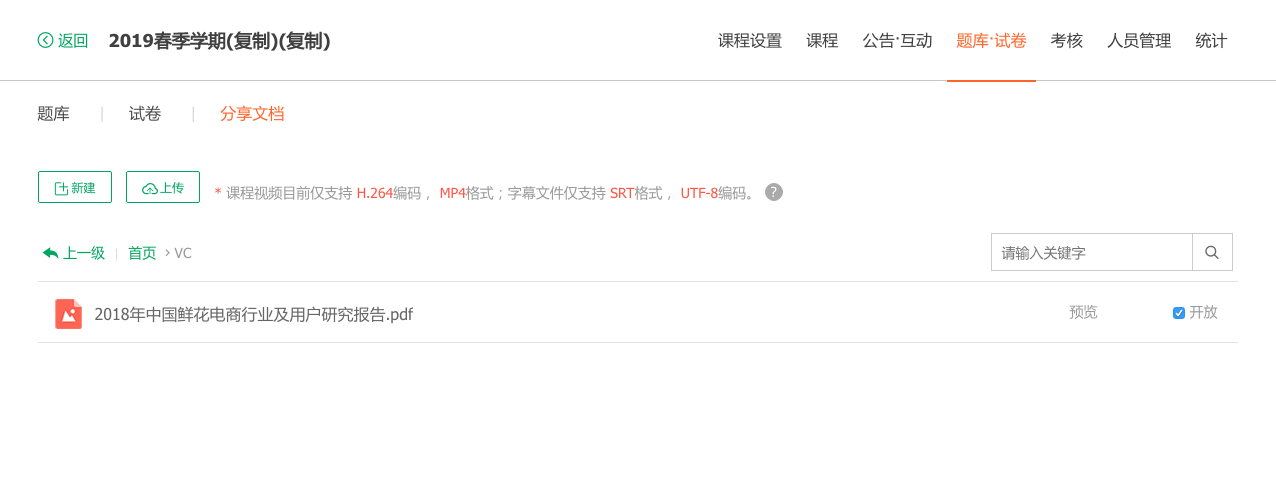 返回 2019春季学期(复制)(复制) 课程设置 课程 公告·互动 题库·试卷 考核 人员管理 统计
题库 | 试卷 | 分享文档
新建 上传 * 课程视频目前仅支持 H.264编码， MP4格式；字幕文件仅支持 SRT格式， UTF-8编码。 ?
上一级 | 首页 > VC 请输入关键字
2018年中国鲜花电商行业及用户研究报告.pdf 预览 开放